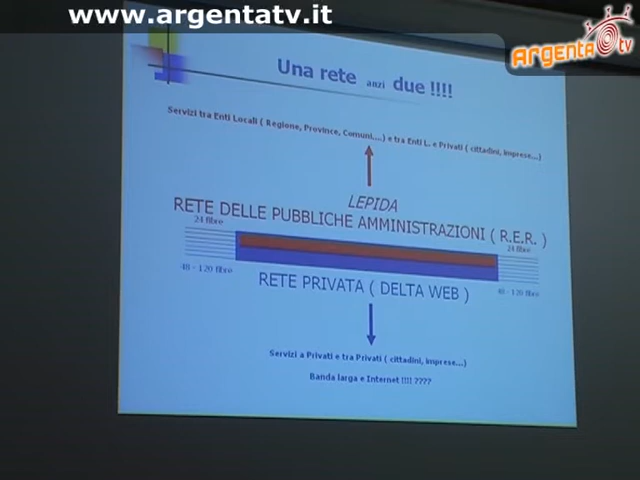 www.argentatv.it
ARGENTA tv
Una rete anzi due !!!!
Servizi tra Enti Locali ( Regione, Province, Comuni....) e tra Enti L. e Privati ( cittadini, imprese...)
LEPIDA
RETE DELLE PUBBLICHE AMMINISTRAZIONI ( R.E.R. )
24 fibre 24 fibre
48 - 120 fibre 48 - 120 fibre
RETE PRIVATA ( DELTA WEB )
Servizi a Privati e tra Privati ( cittadini, imprese...)
Banda larga e Internet !!!! ????